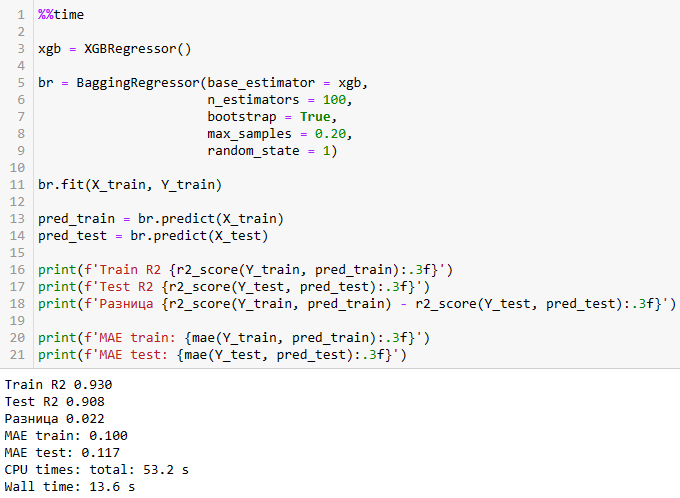 1 %%time
2
3 xgb = XGBRegressor()
4
5 br = BaggingRegressor(base_estimator = xgb,
6                       n_estimators = 100,
7                       bootstrap = True,
8                       max_samples = 0.20,
9                       random_state = 1)
10
11 br.fit(X_train, Y_train)
12
13 pred_train = br.predict(X_train)
14 pred_test = br.predict(X_test)
15
16 print(f'Train R2 {r2_score(Y_train, pred_train):.3f}')
17 print(f'Test R2 {r2_score(Y_test, pred_test):.3f}')
18 print(f'Разница {r2_score(Y_train, pred_train) - r2_score(Y_test, pred_test):.3f}')
19
20 print(f'MAE train: {mae(Y_train, pred_train):.3f}')
21 print(f'MAE test: {mae(Y_test, pred_test):.3f}')
Train R2 0.930
Test R2 0.908
Разница 0.022
MAE train: 0.100
MAE test: 0.117
CPU times: total: 53.2 s
Wall time: 13.6 s